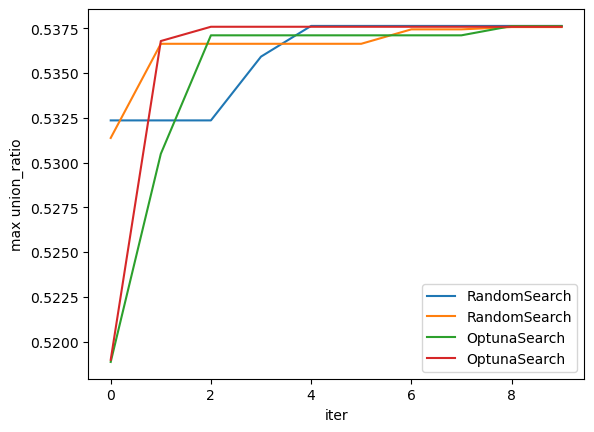 max union_ratio
0.5375
0.5350
0.5325
0.5300
0.5275
0.5250
0.5225
0.5200
0 2 4 6 8
iter
RandomSearch
RandomSearch
OptunaSearch
OptunaSearch